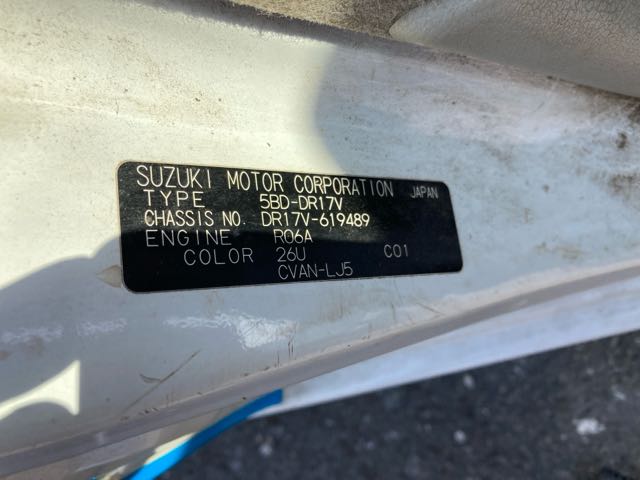 SUZUKI MOTOR CORPORATION JAPAN
TYPE 5BD-DR17V
CHASSIS NO. DR17V-619489
ENGINE R06A
COLOR 26U C01
CVAN-LJ5